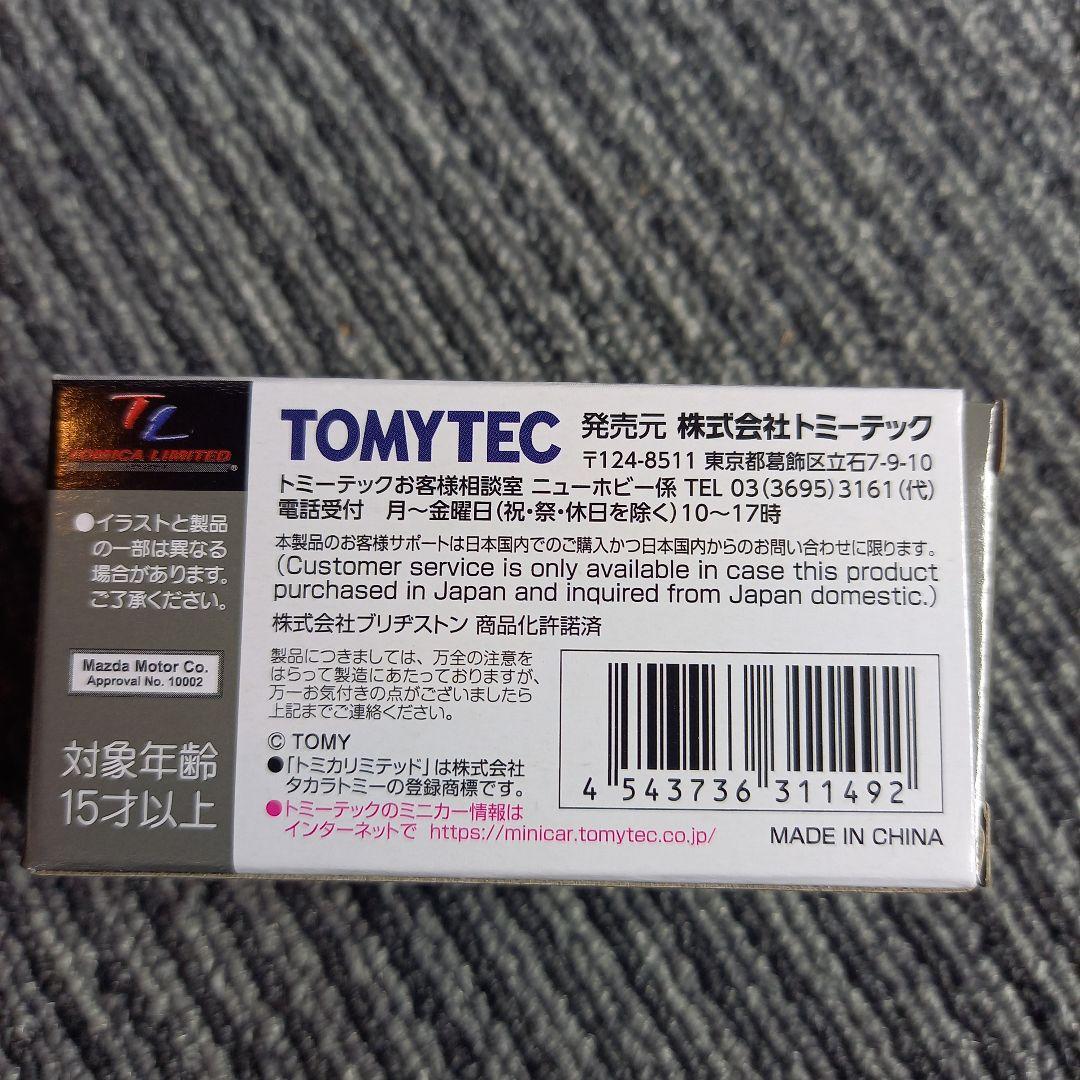 TL
TOMICA LIMITED
®
●イラストと製品
の一部は異なる
場合があります。
ご了承ください。
Mazda Motor Co.
Approval No. 10002
対象年齢
15才以上
TOMYTEC 発売元 株式会社トミーテック
〒124-8511 東京都葛飾区立石7-9-10
トミーテックお客様相談室 ニューホビー係 TEL 03(3695)3161(代)
電話受付 月〜金曜日(祝・祭・休日を除く)10〜17時
本製品のお客様サポートは日本国内でのご購入かつ日本国内からのお問い合わせに限ります。
(Customer service is only available in case this product
purchased in Japan and inquired from Japan domestic.)
株式会社ブリヂストン 商品化許諾済
製品につきましては、万全の注意を
はらって製造にあたっておりますが、
万一お気付きの点がございましたら
上記までご連絡ください。
© TOMY
●「トミカリミテッド」は株式会社
タカラトミーの登録商標です。
●トミーテックのミニカー情報は
インターネットで https://minicar.tomytec.co.jp/
4 543736 311492
MADE IN CHINA